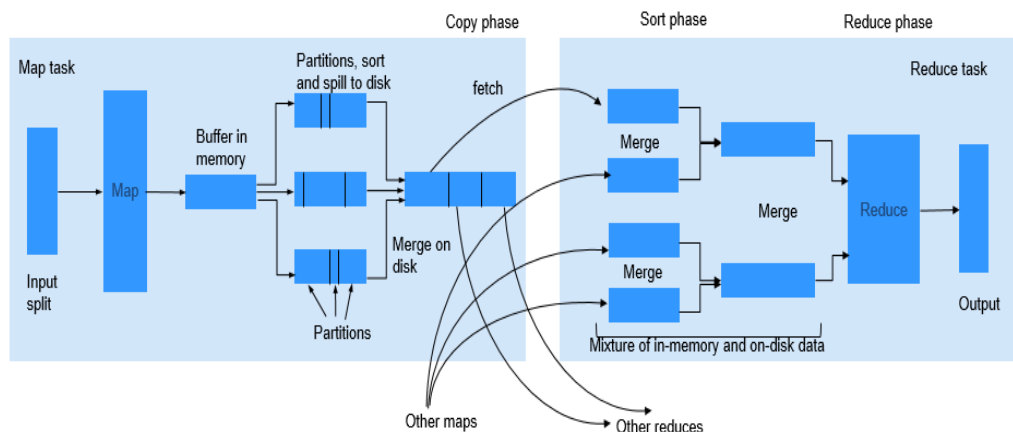 Copy phase
Sort phase
Reduce phase
Map task
Partitions, sort
and spill to disk
fetch
Reduce task
Buffer in
memory
Map
Merge
Merge
Reduce
Merge on
disk
Merge
Input
split
Partitions
Output
Mixture of in-memory and on-disk data
Other maps
Other reduces